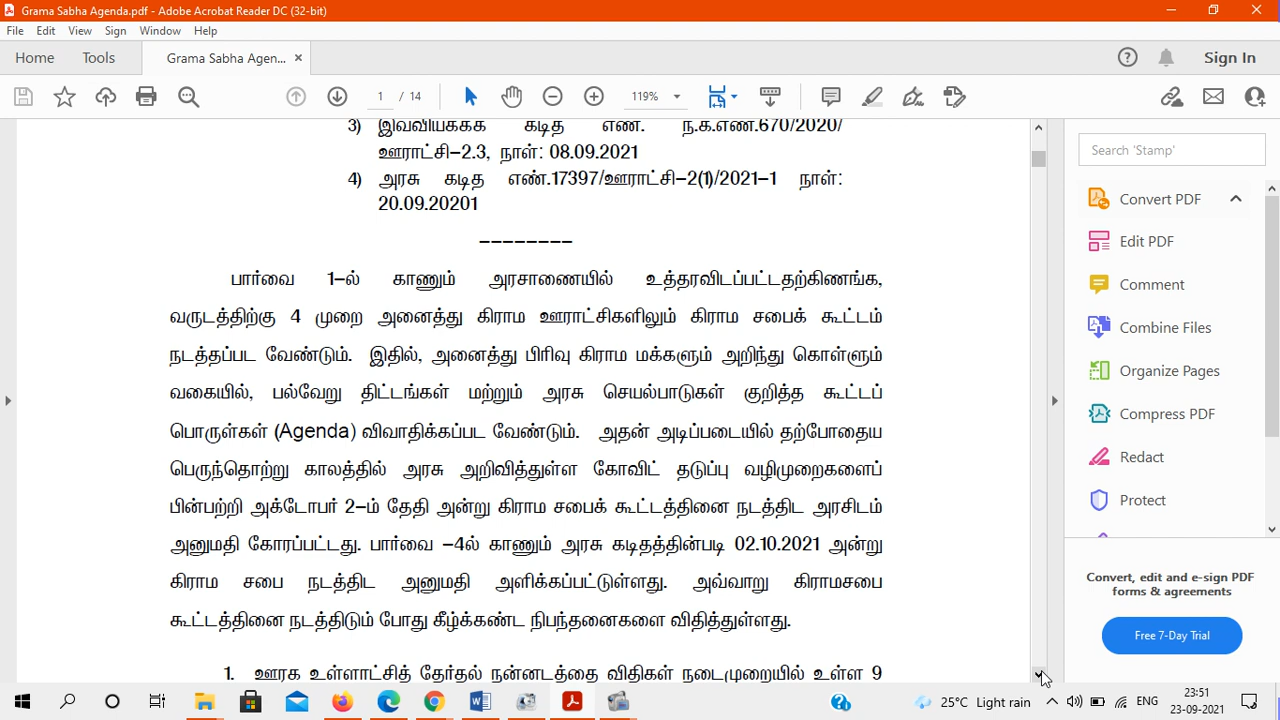 Grama Sabha Agenda.pdf - Adobe Acrobat Reader DC (32-bit)
File Edit View Sign Window Help
Home Tools Grama Sabha Agen... × Sign In
1 / 14 119%
3) இவ்வியக்கக கடித எண். ந.க.எண்.670/2020/
ஊராட்சி-2.3, நாள்: 08.09.2021
4) அரசு கடித எண்.17397/ஊராட்சி-2(1)/2021-1 நாள்:
20.09.20201
--------
பார்வை 1-ல் காணும் அரசாணையில் உத்தரவிடப்பட்டதற்கிணங்க,
வருடத்திற்கு 4 முறை அனைத்து கிராம ஊராட்சிகளிலும் கிராம சபைக் கூட்டம்
நடத்தப்பட வேண்டும். இதில், அனைத்து பிரிவு கிராம மக்களும் அறிந்து கொள்ளும்
வகையில், பல்வேறு திட்டங்கள் மற்றும் அரசு செயல்பாடுகள் குறித்த கூட்டப்
பொருள்கள் (Agenda) விவாதிக்கப்பட வேண்டும். அதன் அடிப்படையில் தற்போதைய
பெருந்தொற்று காலத்தில் அரசு அறிவித்துள்ள கோவிட் தடுப்பு வழிமுறைகளைப்
பின்பற்றி அக்டோபர் 2-ம் தேதி அன்று கிராம சபைக் கூட்டத்தினை நடத்திட அரசிடம்
அனுமதி கோரப்பட்டது. பார்வை -4ல் காணும் அரசு கடிதத்தின்படி 02.10.2021 அன்று
கிராம சபை நடத்திட அனுமதி அளிக்கப்பட்டுள்ளது. அவ்வாறு கிராமசபை
கூட்டத்தினை நடத்திடும் போது கீழ்க்கண்ட நிபந்தனைகளை விதித்துள்ளது.
1. ஊரக உள்ளாட்சித் தேர்தல் நன்னடத்தை விதிகள் நடைமுறையில் உள்ள 9
Search 'Stamp'
Convert PDF
Edit PDF
Comment
Combine Files
Organize Pages
Compress PDF
Redact
Protect
Convert, edit and e-sign PDF
forms & agreements
Free 7-Day Trial
25°C Light rain ENG 23:51
23-09-2021